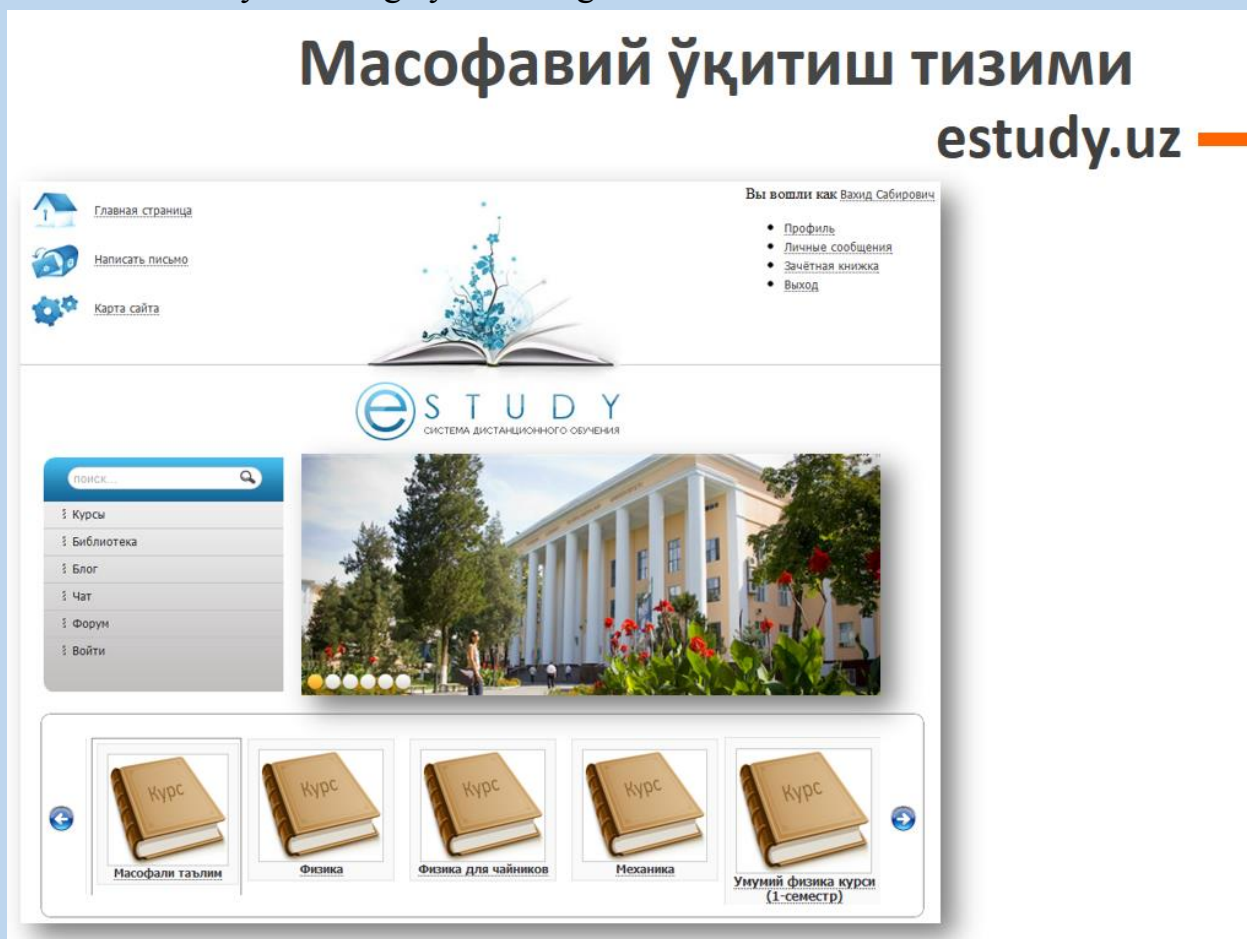 Масофавий ўқитиш тизими
estudy.uz
Главная страница
Написать письмо
Карта сайта
Вы вошли как Вахид Сабирович
Профиль
Личные сообщения
Зачётная книжка
Выход
eSTUDY
СИСТЕМА ДИСТАНЦИОННОГО ОБУЧЕНИЯ
поиск...
Курсы
Библиотека
Блог
Чат
Форум
Войти
Курс
Курс
Курс
Курс
Курс
Масофали таълим
Физика
Физика для чайников
Механика
Умумий физика курси
(1-семестр)